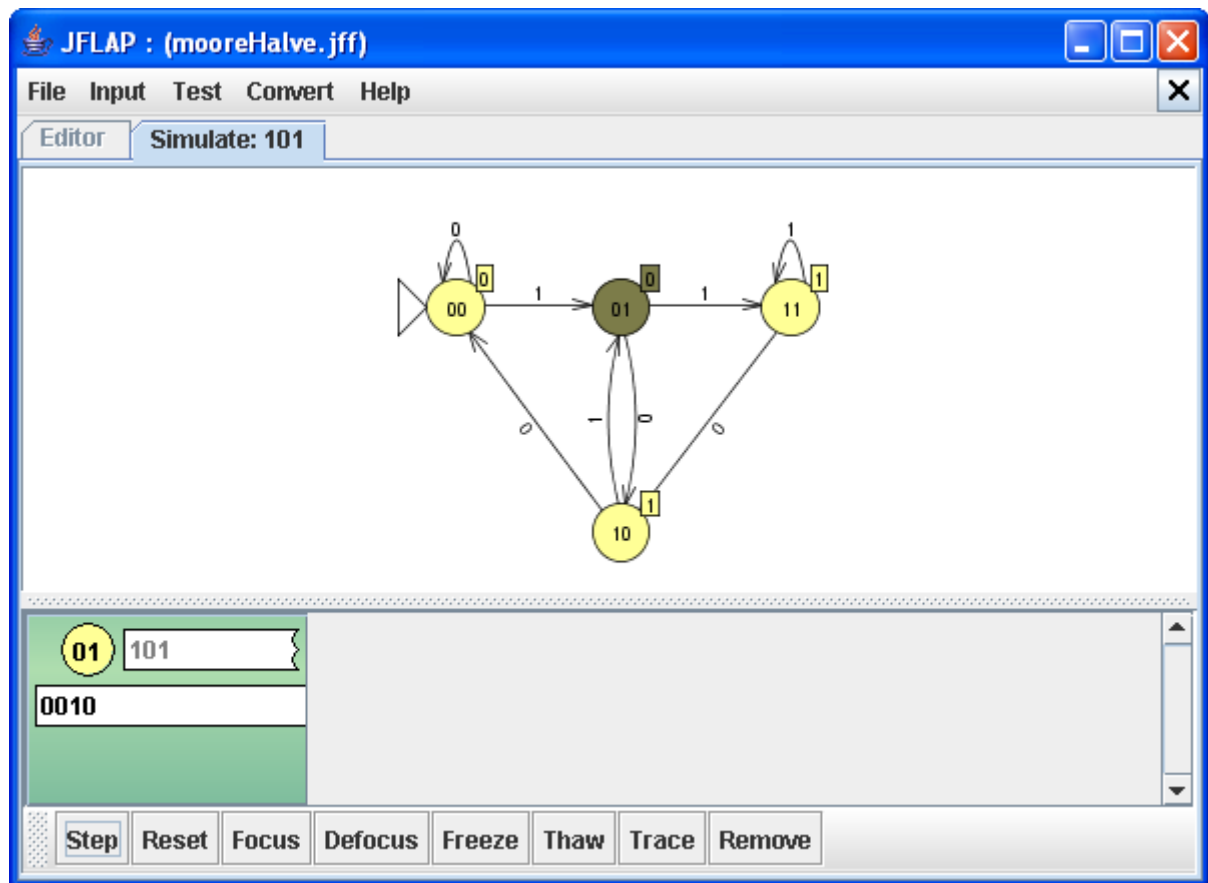 JFLAP : (mooreHalve.jff)
File Input Test Convert Help
Editor Simulate: 101
0 1
0 0 1
00 1 01 1 11
0 1 0 0
1
10
01 101
0010
Step Reset Focus Defocus Freeze Thaw Trace Remove